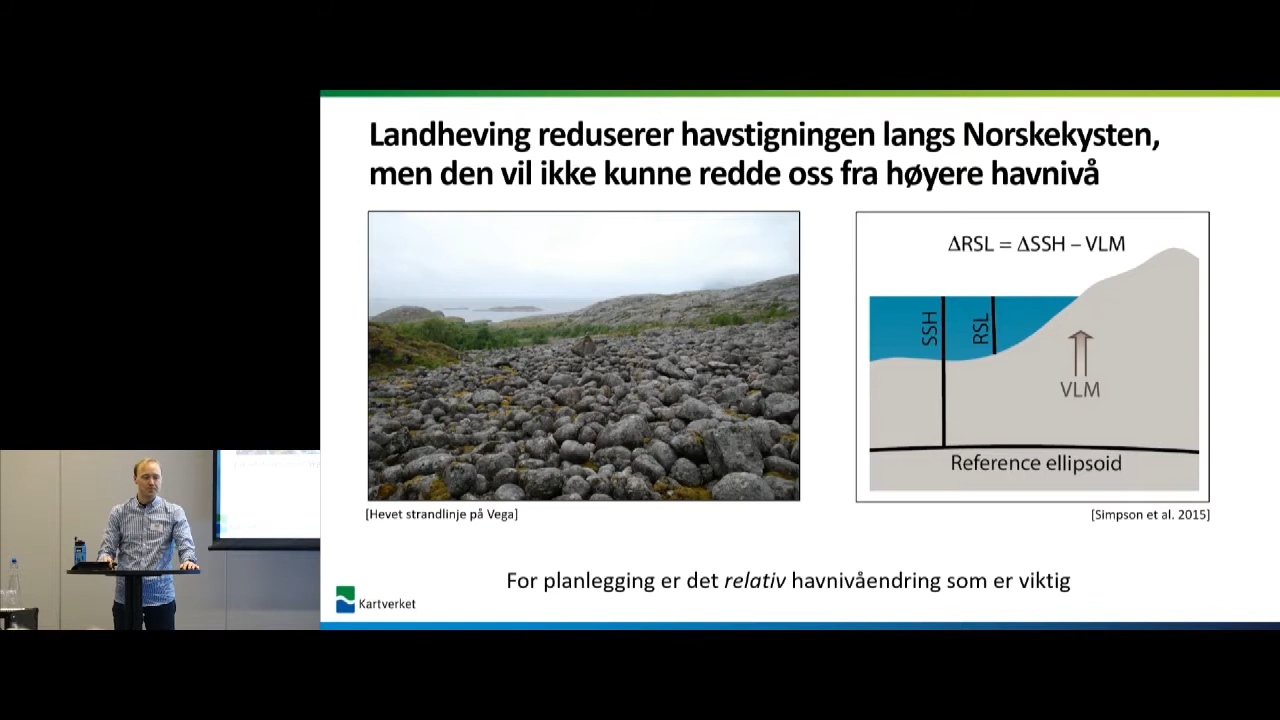 Landheving reduserer havstigningen langs Norskekysten,
men den vil ikke kunne redde oss fra høyere havnivå
ΔRSL = ΔSSH – VLM
SSH
RSL
VLM
Reference ellipsoid
[Hevet strandlinje på Vega]
[Simpson et al. 2015]
For planlegging er det relativ havnivåendring som er viktig
Kartverket